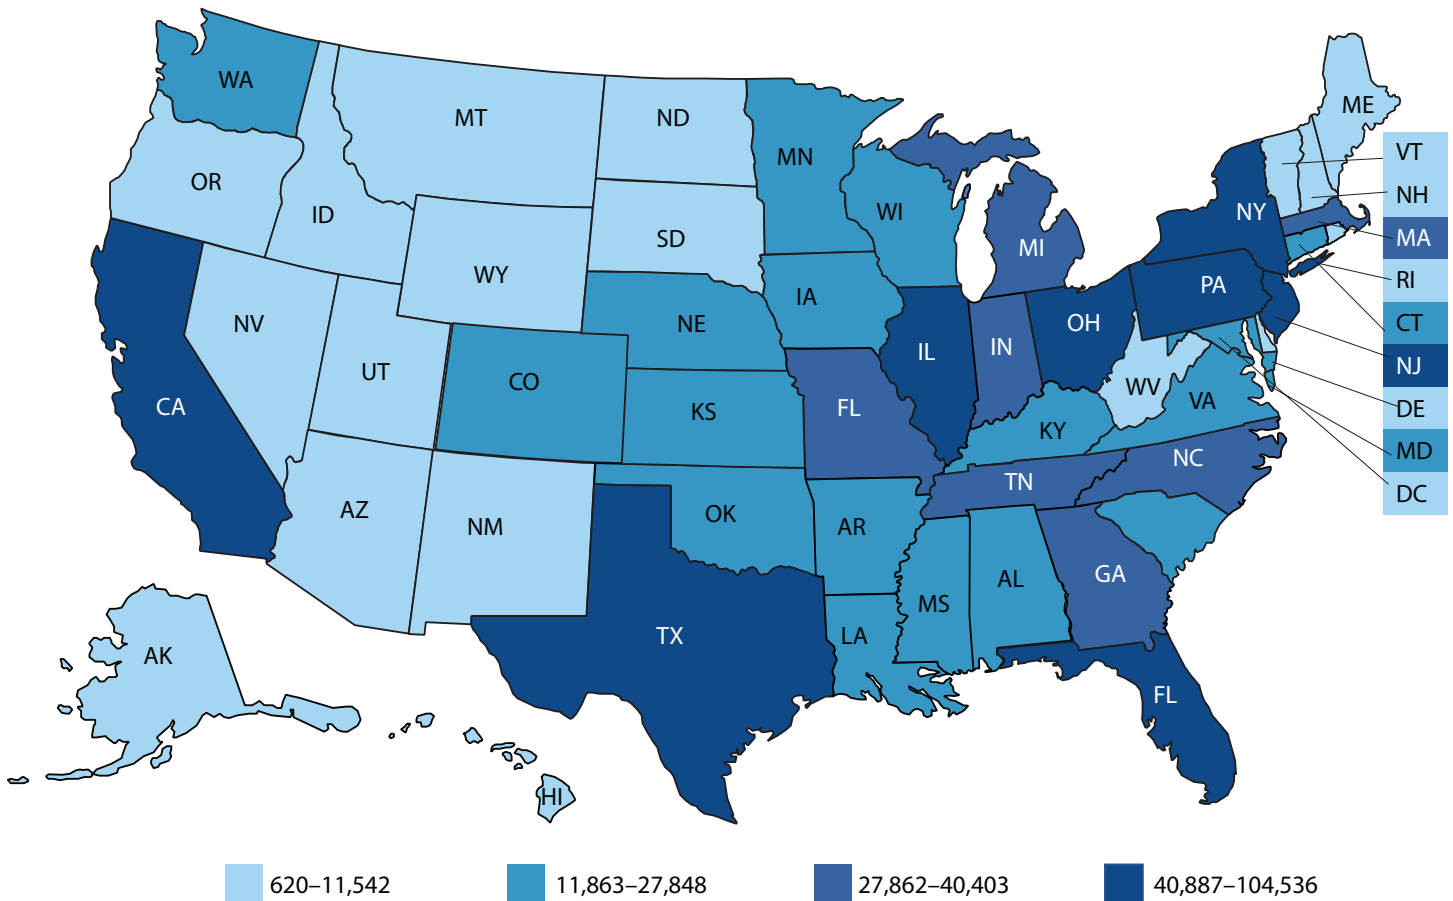 WA
MT
ND
MN
ME
VT
OR
ID
WY
SD
WI
MI
NY
NH
MA
RI
NV
UT
CO
NE
IA
IL
IN
OH
PA
CT
NJ
CA
KS
FL
KY
WV
VA
DE
MD
DC
AZ
NM
OK
AR
TN
NC
MS
AL
GA
AK
HI
TX
LA
FL
620–11,542
11,863–27,848
27,862–40,403
40,887–104,536